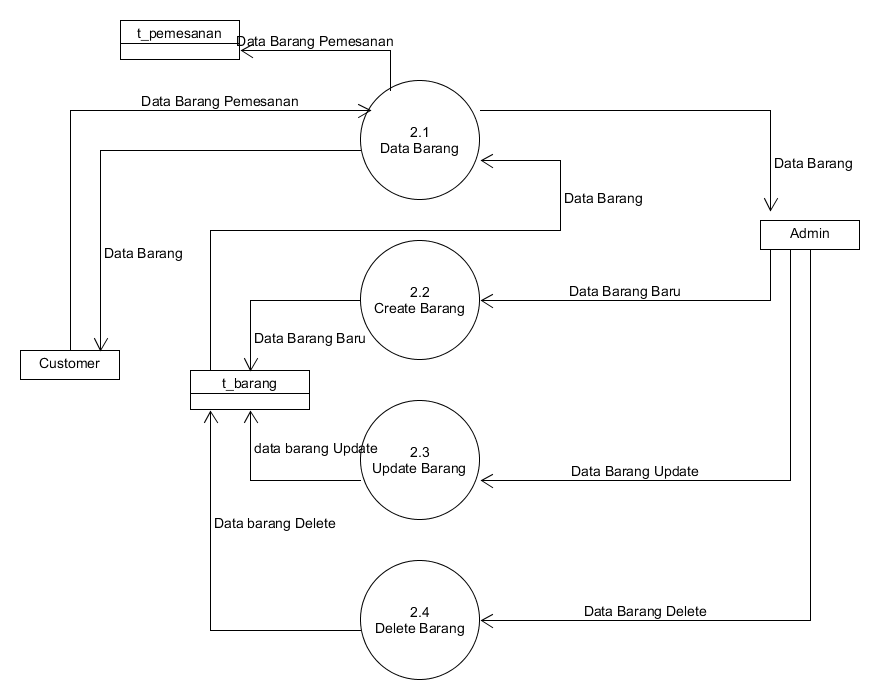 t_pemesanan
Data Barang Pemesanan
Data Barang Pemesanan
2.1
Data Barang
Data Barang
Data Barang
Admin
Data Barang
2.2
Create Barang
Data Barang Baru
Data Barang Baru
Customer
t_barang
data barang Update
2.3
Update Barang
Data Barang Update
Data barang Delete
2.4
Delete Barang
Data Barang Delete